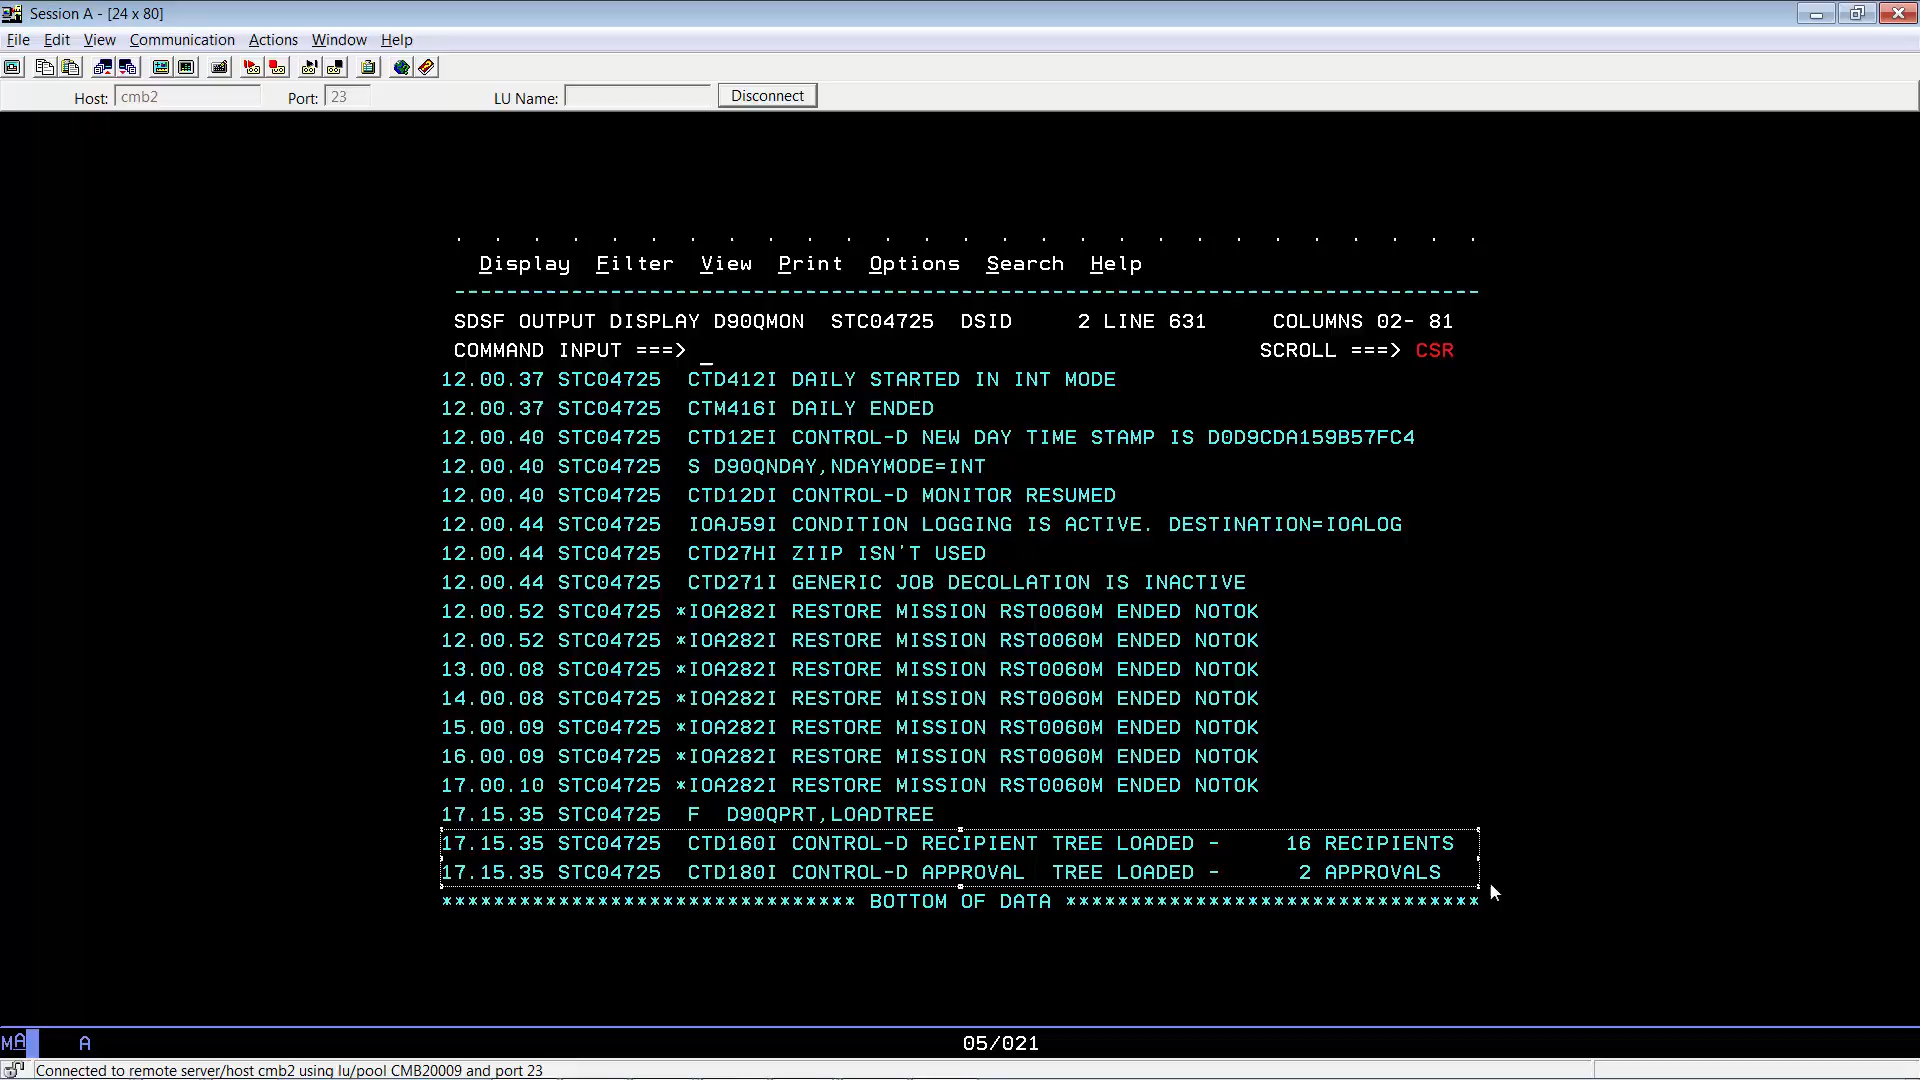 Session A - [24 x 80]
File Edit View Communication Actions Window Help
Host: cmb2 Port: 23 LU Name: Disconnect
. . . . . . . . . . . . . . . . . . . . . . . . . . .
Display Filter View Print Options Search Help
-------------------------------------------------------------------------------
SDSF OUTPUT DISPLAY D90QMON STC04725 DSID 2 LINE 631 COLUMNS 02- 81
COMMAND INPUT ===> _ SCROLL ===> CSR
12.00.37 STC04725 CTD412I DAILY STARTED IN INT MODE
12.00.37 STC04725 CTM416I DAILY ENDED
12.00.40 STC04725 CTD12EI CONTROL-D NEW DAY TIME STAMP IS D0D9CDA159B57FC4
12.00.40 STC04725 S D90QNDAY,NDAYMODE=INT
12.00.40 STC04725 CTD12DI CONTROL-D MONITOR RESUMED
12.00.44 STC04725 IOAJ59I CONDITION LOGGING IS ACTIVE. DESTINATION=IOALOG
12.00.44 STC04725 CTD27HI ZIIP ISN'T USED
12.00.44 STC04725 CTD271I GENERIC JOB DECOLLATION IS INACTIVE
12.00.52 STC04725 *IOA282I RESTORE MISSION RST0060M ENDED NOTOK
12.00.52 STC04725 *IOA282I RESTORE MISSION RST0060M ENDED NOTOK
13.00.08 STC04725 *IOA282I RESTORE MISSION RST0060M ENDED NOTOK
14.00.08 STC04725 *IOA282I RESTORE MISSION RST0060M ENDED NOTOK
15.00.09 STC04725 *IOA282I RESTORE MISSION RST0060M ENDED NOTOK
16.00.09 STC04725 *IOA282I RESTORE MISSION RST0060M ENDED NOTOK
17.00.10 STC04725 *IOA282I RESTORE MISSION RST0060M ENDED NOTOK
17.15.35 STC04725 F D90QPRT,LOADTREE
17.15.35 STC04725 CTD160I CONTROL-D RECIPIENT TREE LOADED - 16 RECIPIENTS
17.15.35 STC04725 CTD180I CONTROL-D APPROVAL TREE LOADED - 2 APPROVALS
******************************** BOTTOM OF DATA ********************************
MA A 05/021
Connected to remote server/host cmb2 using lu/pool CMB20009 and port 23